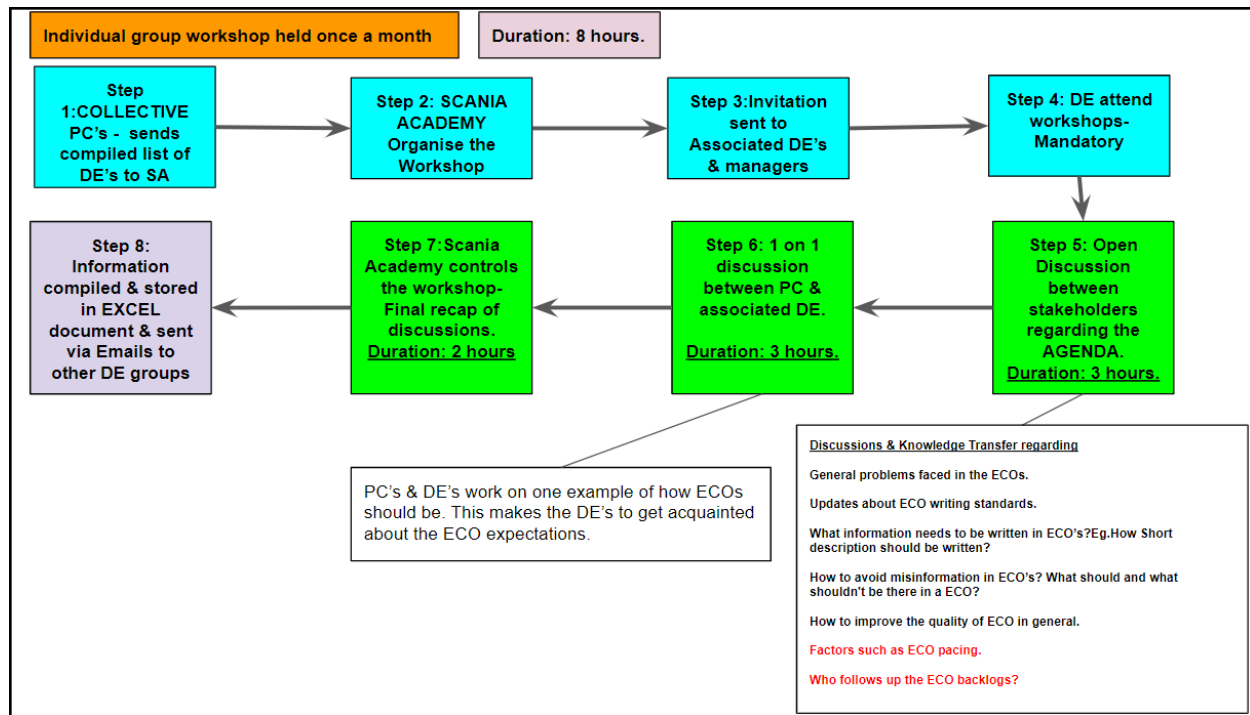 Individual group workshop held once a month
Duration: 8 hours.
Step
1:COLLECTIVE
PC's - sends
compiled list of
DE's to SA
Step 2: SCANIA
ACADEMY
Organise the
Workshop
Step 3:Invitation
sent to
Associated DE's
& managers
Step 4: DE attend
workshops-
Mandatory
Step 8:
Information
compiled & stored
in EXCEL
document & sent
via Emails to
other DE groups
Step 7:Scania
Academy controls
the workshop-
Final recap of
discussions.
Duration: 2 hours
Step 6: 1 on 1
discussion
between PC &
associated DE.
Duration: 3 hours.
Step 5: Open
Discussion
between
stakeholders
regarding the
AGENDA.
Duration: 3 hours.
PC's & DE's work on one example of how ECOs
should be. This makes the DE's to get acquainted
about the ECO expectations.
Discussions & Knowledge Transfer regarding
General problems faced in the ECOs.
Updates about ECO writing standards.
What information needs to be written in ECO's?Eg.How Short
description should be written?
How to avoid misinformation in ECO's? What should and what
shouldn't be there in a ECO?
How to improve the quality of ECO in general.
Factors such as ECO pacing.
Who follows up the ECO backlogs?